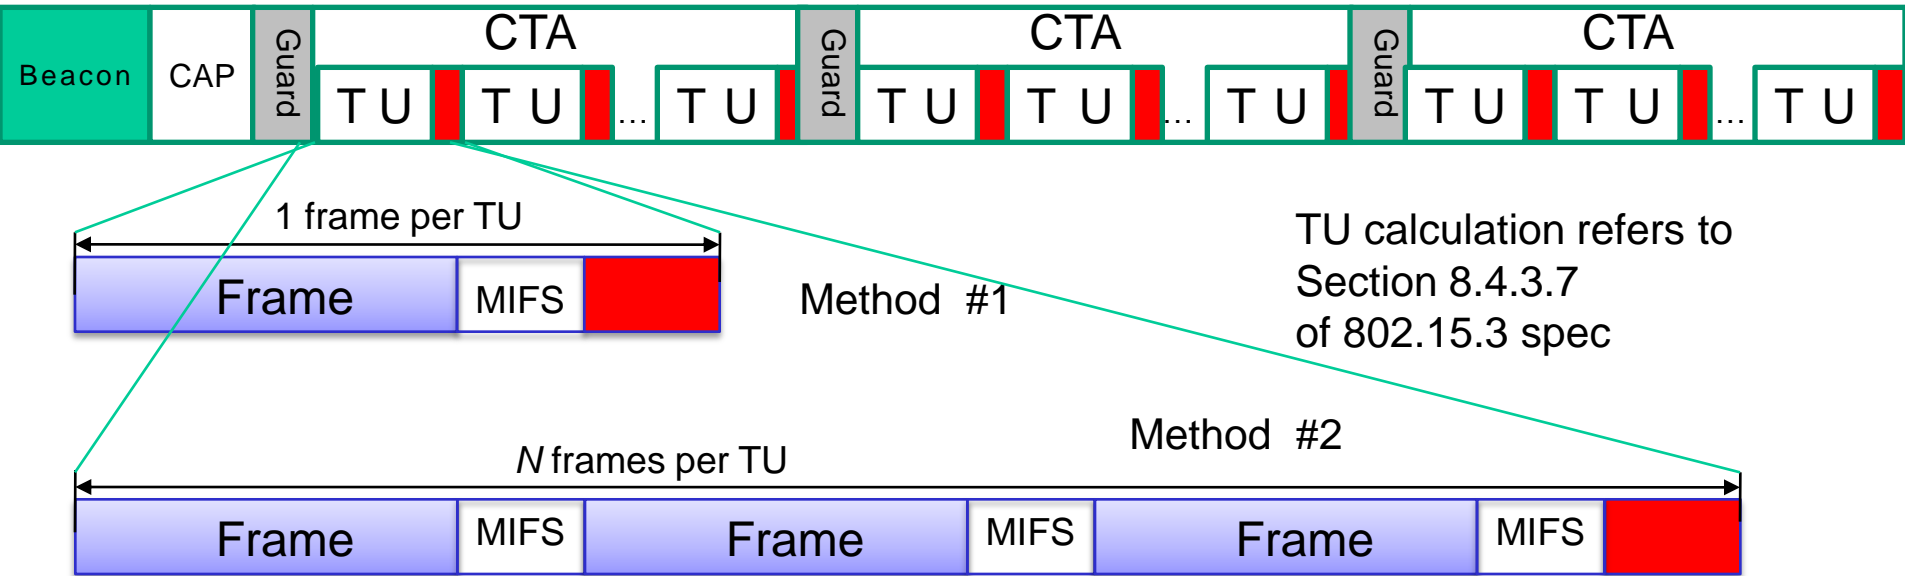 Beacon CAP Guard CTA Guard CTA Guard CTA
T U T U ... T U T U T U ... T U T U T U ... T U
1 frame per TU
Frame MIFS
Method #1
TU calculation refers to
Section 8.4.3.7
of 802.15.3 spec
Method #2
N frames per TU
Frame MIFS Frame MIFS Frame MIFS